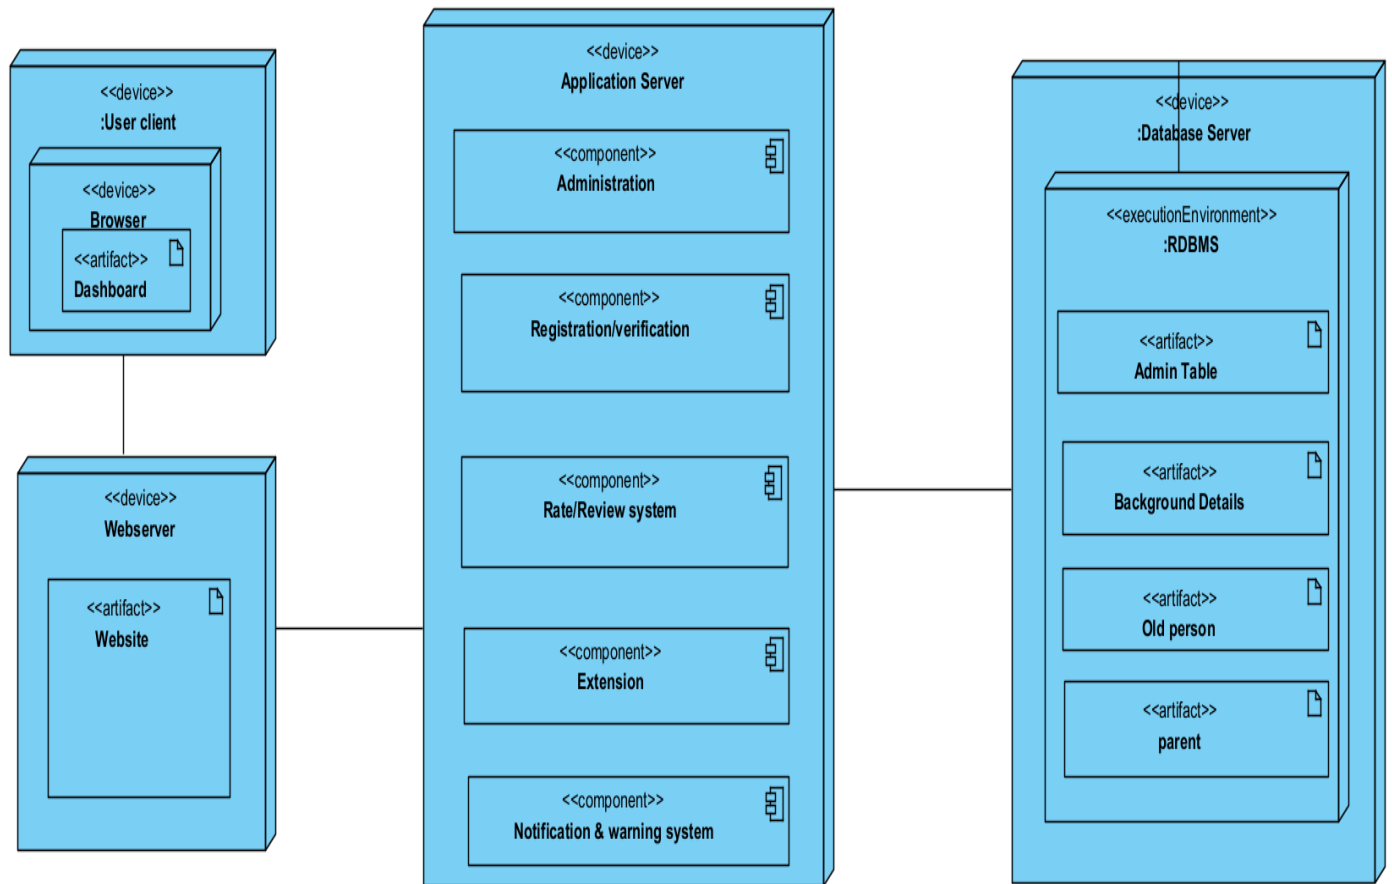 <<device>>
:User client
<<device>>
Browser
<<artifact>>
Dashboard
<<device>>
Webserver
<<artifact>>
Website
<<device>>
Application Server
<<component>>
Administration
<<component>>
Registration/verification
<<component>>
Rate/Review system
<<component>>
Extension
<<component>>
Notification & warning system
<<device>>
:Database Server
<<executionEnvironment>>
:RDBMS
<<artifact>>
Admin Table
<<artifact>>
Background Details
<<artifact>>
Old person
<<artifact>>
parent